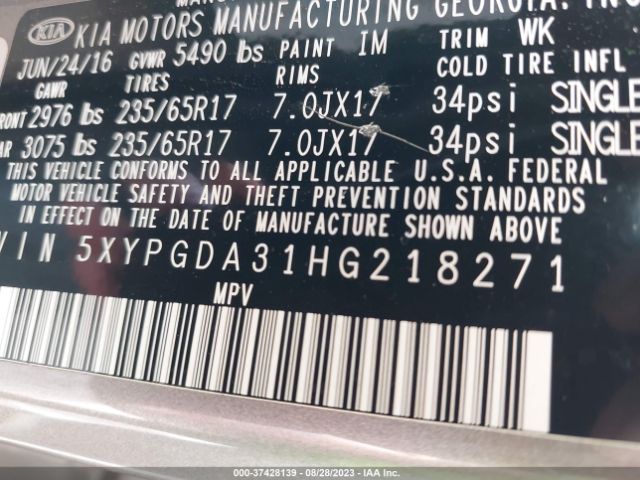 KIA KIA MOTORS MANUFACTURING GEORGIA. INC
JUN/24/16 GVWR 5490 lbs PAINT IM TRIM WK
GAWR TIRES RIMS COLD TIRE INFL
FRONT 2976 lbs 235/65R17 7.0JX17 34psi SINGLE
AR 3075 lbs 235/65R17 7.0JX17 34psi SINGLE
THIS VEHICLE CONFORMS TO ALL APPLICABLE U.S.A. FEDERAL
MOTOR VEHICLE SAFETY AND THEFT PREVENTION STANDARDS
IN EFFECT ON THE DATE OF MANUFACTURE SHOWN ABOVE
VIN 5XYPGDA31HG218271
MPV
000-37428139 - 08/28/2023 - IAA Inc.